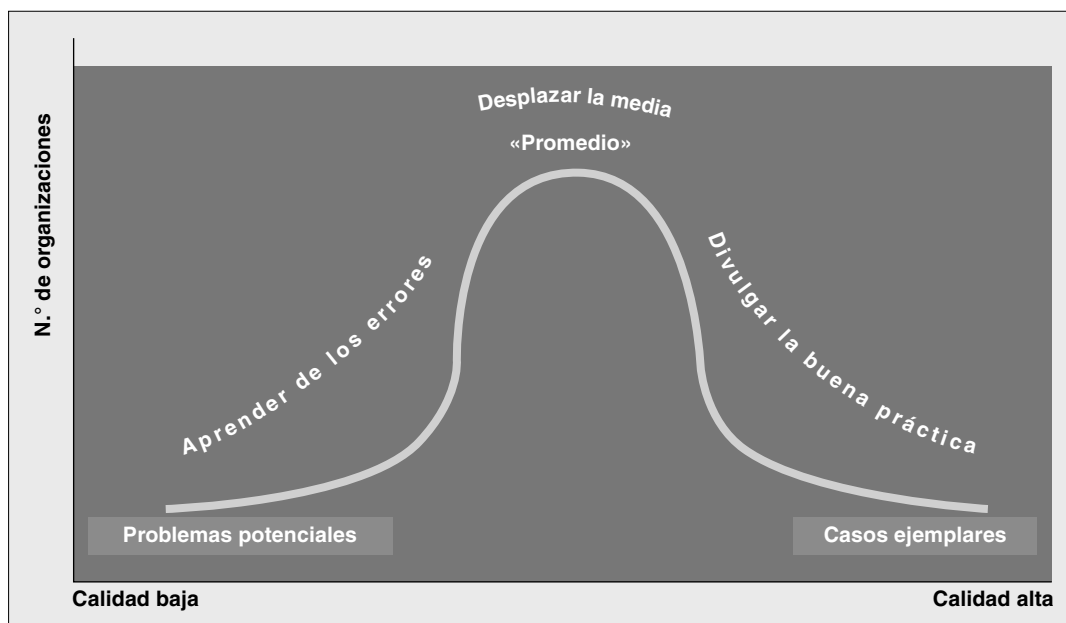 Desplazar la media
«Promedio»
N.° de organizaciones
Aprender de los errores
Divulgar la buena práctica
Problemas potenciales
Casos ejemplares
Calidad baja
Calidad alta